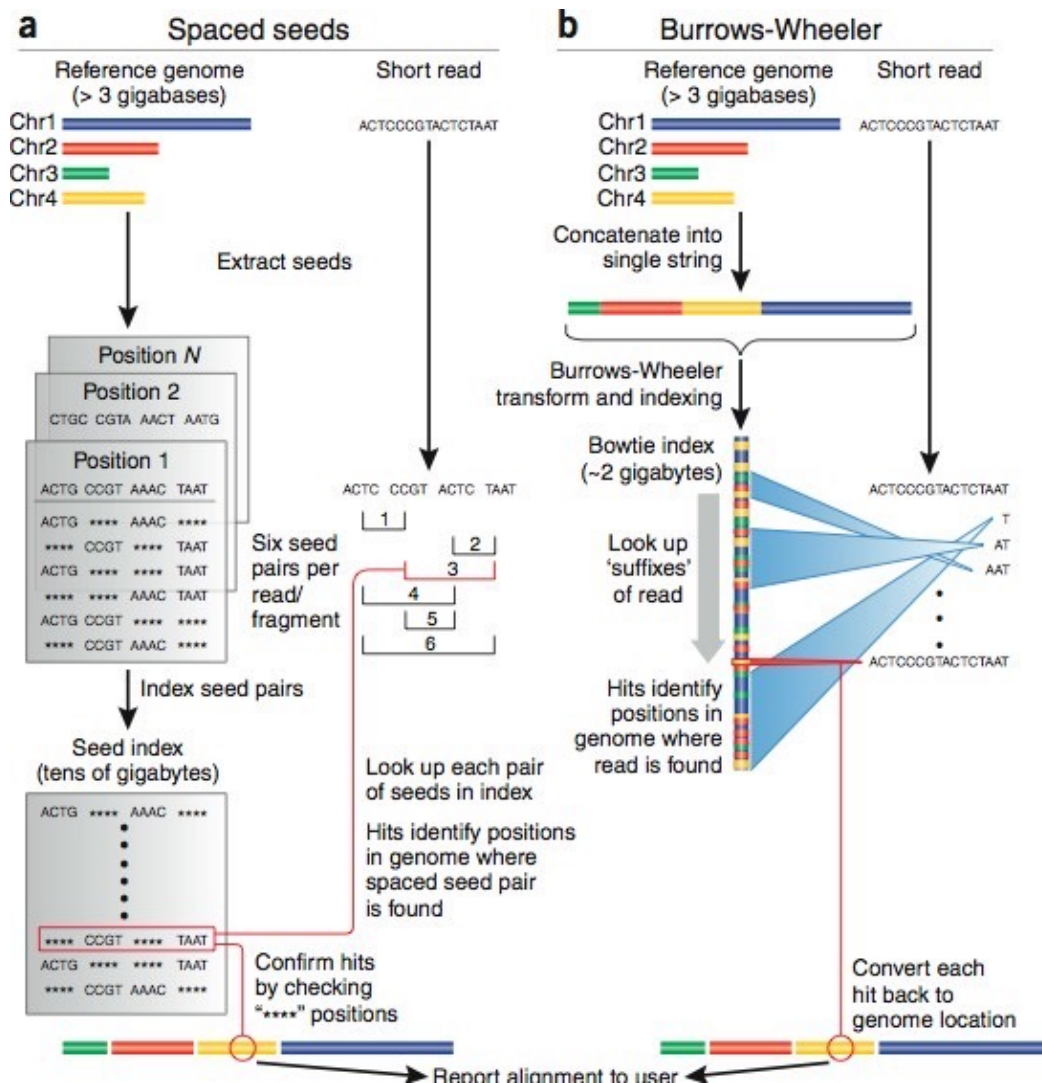 a
Spaced seeds
Reference genome
(> 3 gigabases)
Short read
Chr1
Chr2
Chr3
Chr4
ACTCCCGTACTCTAAT
Extract seeds
Position N
Position 2
CTGC CGTA AACT AATG
Position 1
ACTG CCGT AAAC TAAT
ACTG **** AAAC ****
**** CCGT **** TAAT
ACTG **** **** TAAT
**** **** AAAC TAAT
ACTG CCGT **** ****
**** CCGT AAAC ****
Index seed pairs
Seed index
(tens of gigabytes)
ACTG **** AAAC ****
**** CCGT **** TAAT
ACTG **** **** TAAT
**** CCGT AAAC ****
ACTC CCGT ACTC TAAT
1
2
3
4
5
6
Six seed
pairs per
read/
fragment
Look up each pair
of seeds in index
Hits identify positions
in genome where
spaced seed pair
is found
Confirm hits
by checking
“****” positions
b
Burrows-Wheeler
Reference genome
(> 3 gigabases)
Short read
Chr1
Chr2
Chr3
Chr4
ACTCCCGTACTCTAAT
Concatenate into
single string
Burrows-Wheeler
transform and indexing
Bowtie index
(~2 gigabytes)
Look up
‘suffixes’
of read
ACTCCCGTACTCTAAT
T
AT
AAT
ACTCCCGTACTCTAAT
Hits identify
positions in
genome where
read is found
Convert each
hit back to
genome location
Report alignment to user